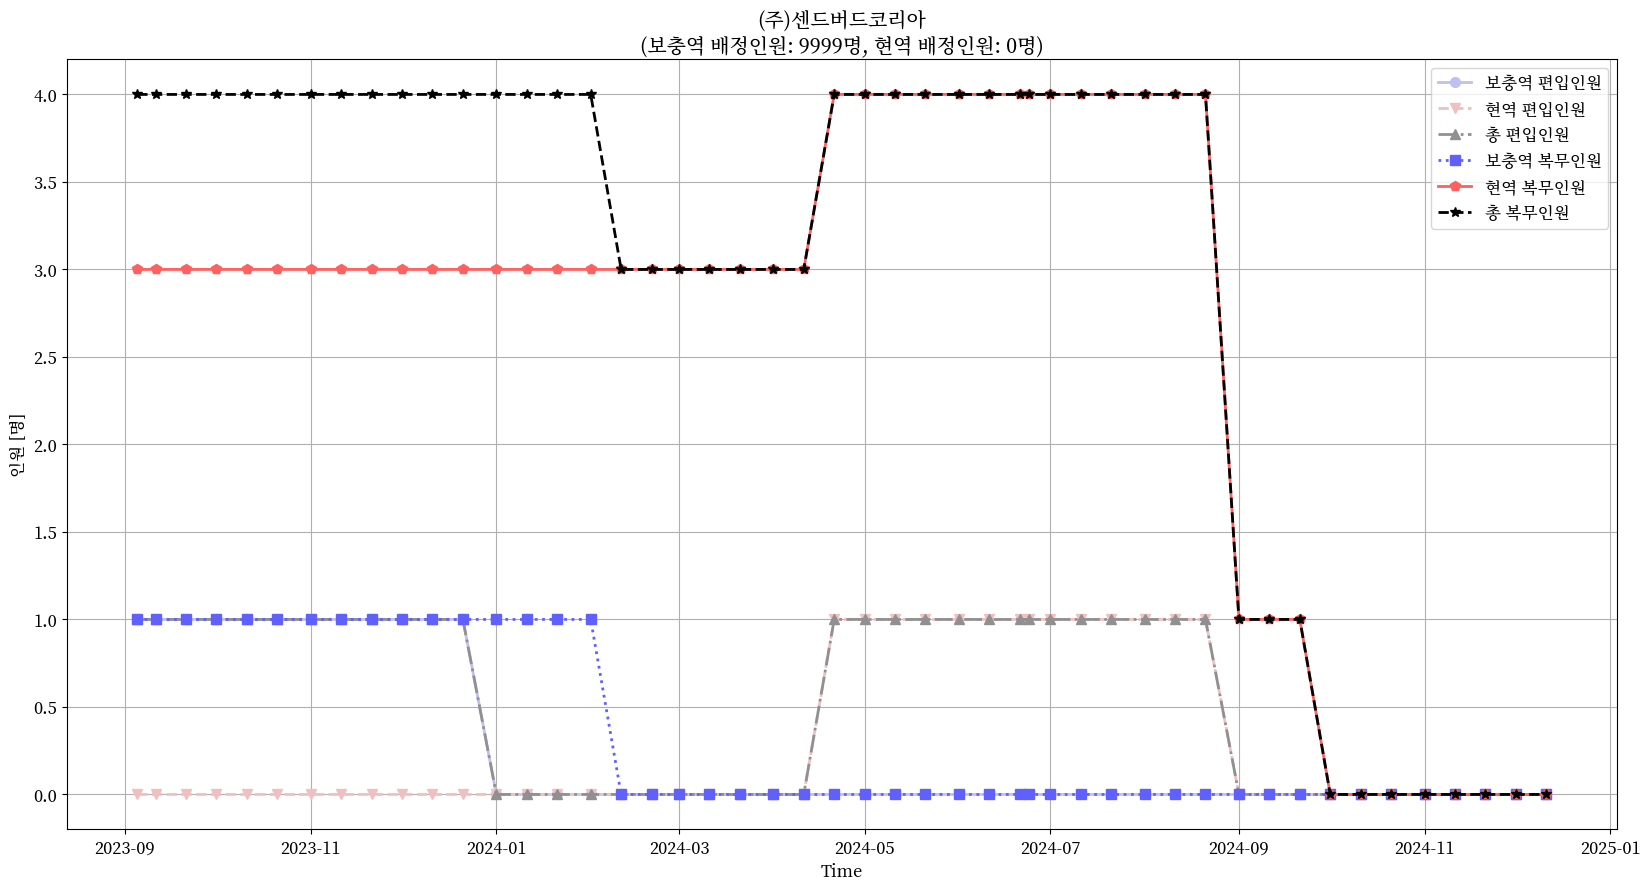 (주)센드버드코리아
(보충역 배정인원: 9999명, 현역 배정인원: 0명)
보충역 편입인원
현역 편입인원
총 편입인원
보충역 복무인원
현역 복무인원
총 복무인원
4.0
3.5
3.0
2.5
2.0
1.5
1.0
0.5
0.0
인원 [명]
2023-09 2023-11 2024-01 2024-03 2024-05 2024-07 2024-09 2024-11 2025-01
Time